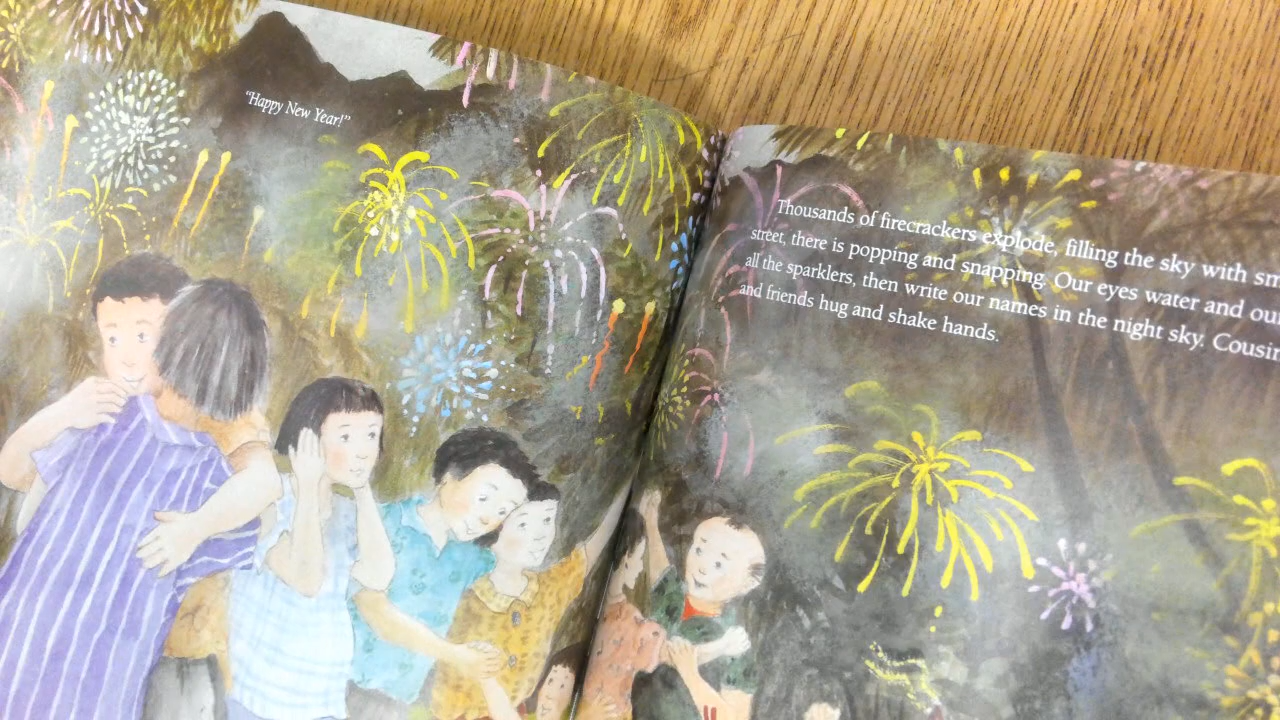 "Happy New Year!"
Thousands of firecrackers explode, filling the sky with
street, there is popping and snapping. Our eyes water and
all the sparklers, then write our names in the night sky.
and friends hug and shake hands.